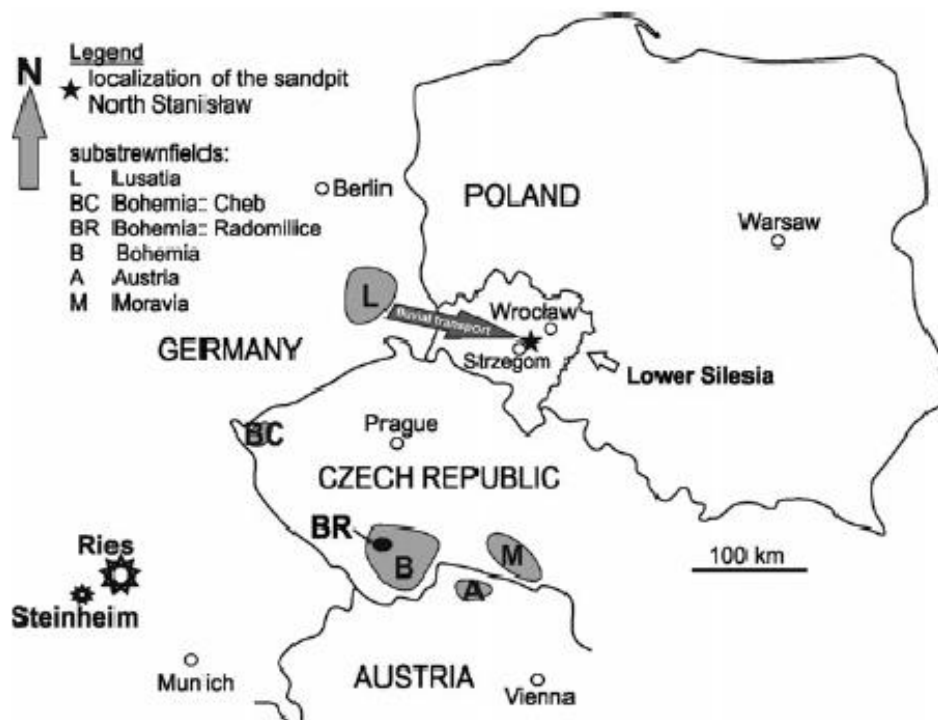 N
Legend
localization of the sandpit
North Stanisław
substrewnfields:
L Lusatia
BC Bohemia: Cheb
BR Bohemia: Radomilice
B Bohemia
A Austria
M Moravia
Berlin
POLAND
Warsaw
L
fluvial transport
Wrocław
Strzegom
GERMANY
Lower Silesia
BC
Prague
CZECH REPUBLIC
BR
B
M
A
100 km
Ries
Steinheim
Munich
AUSTRIA
Vienna